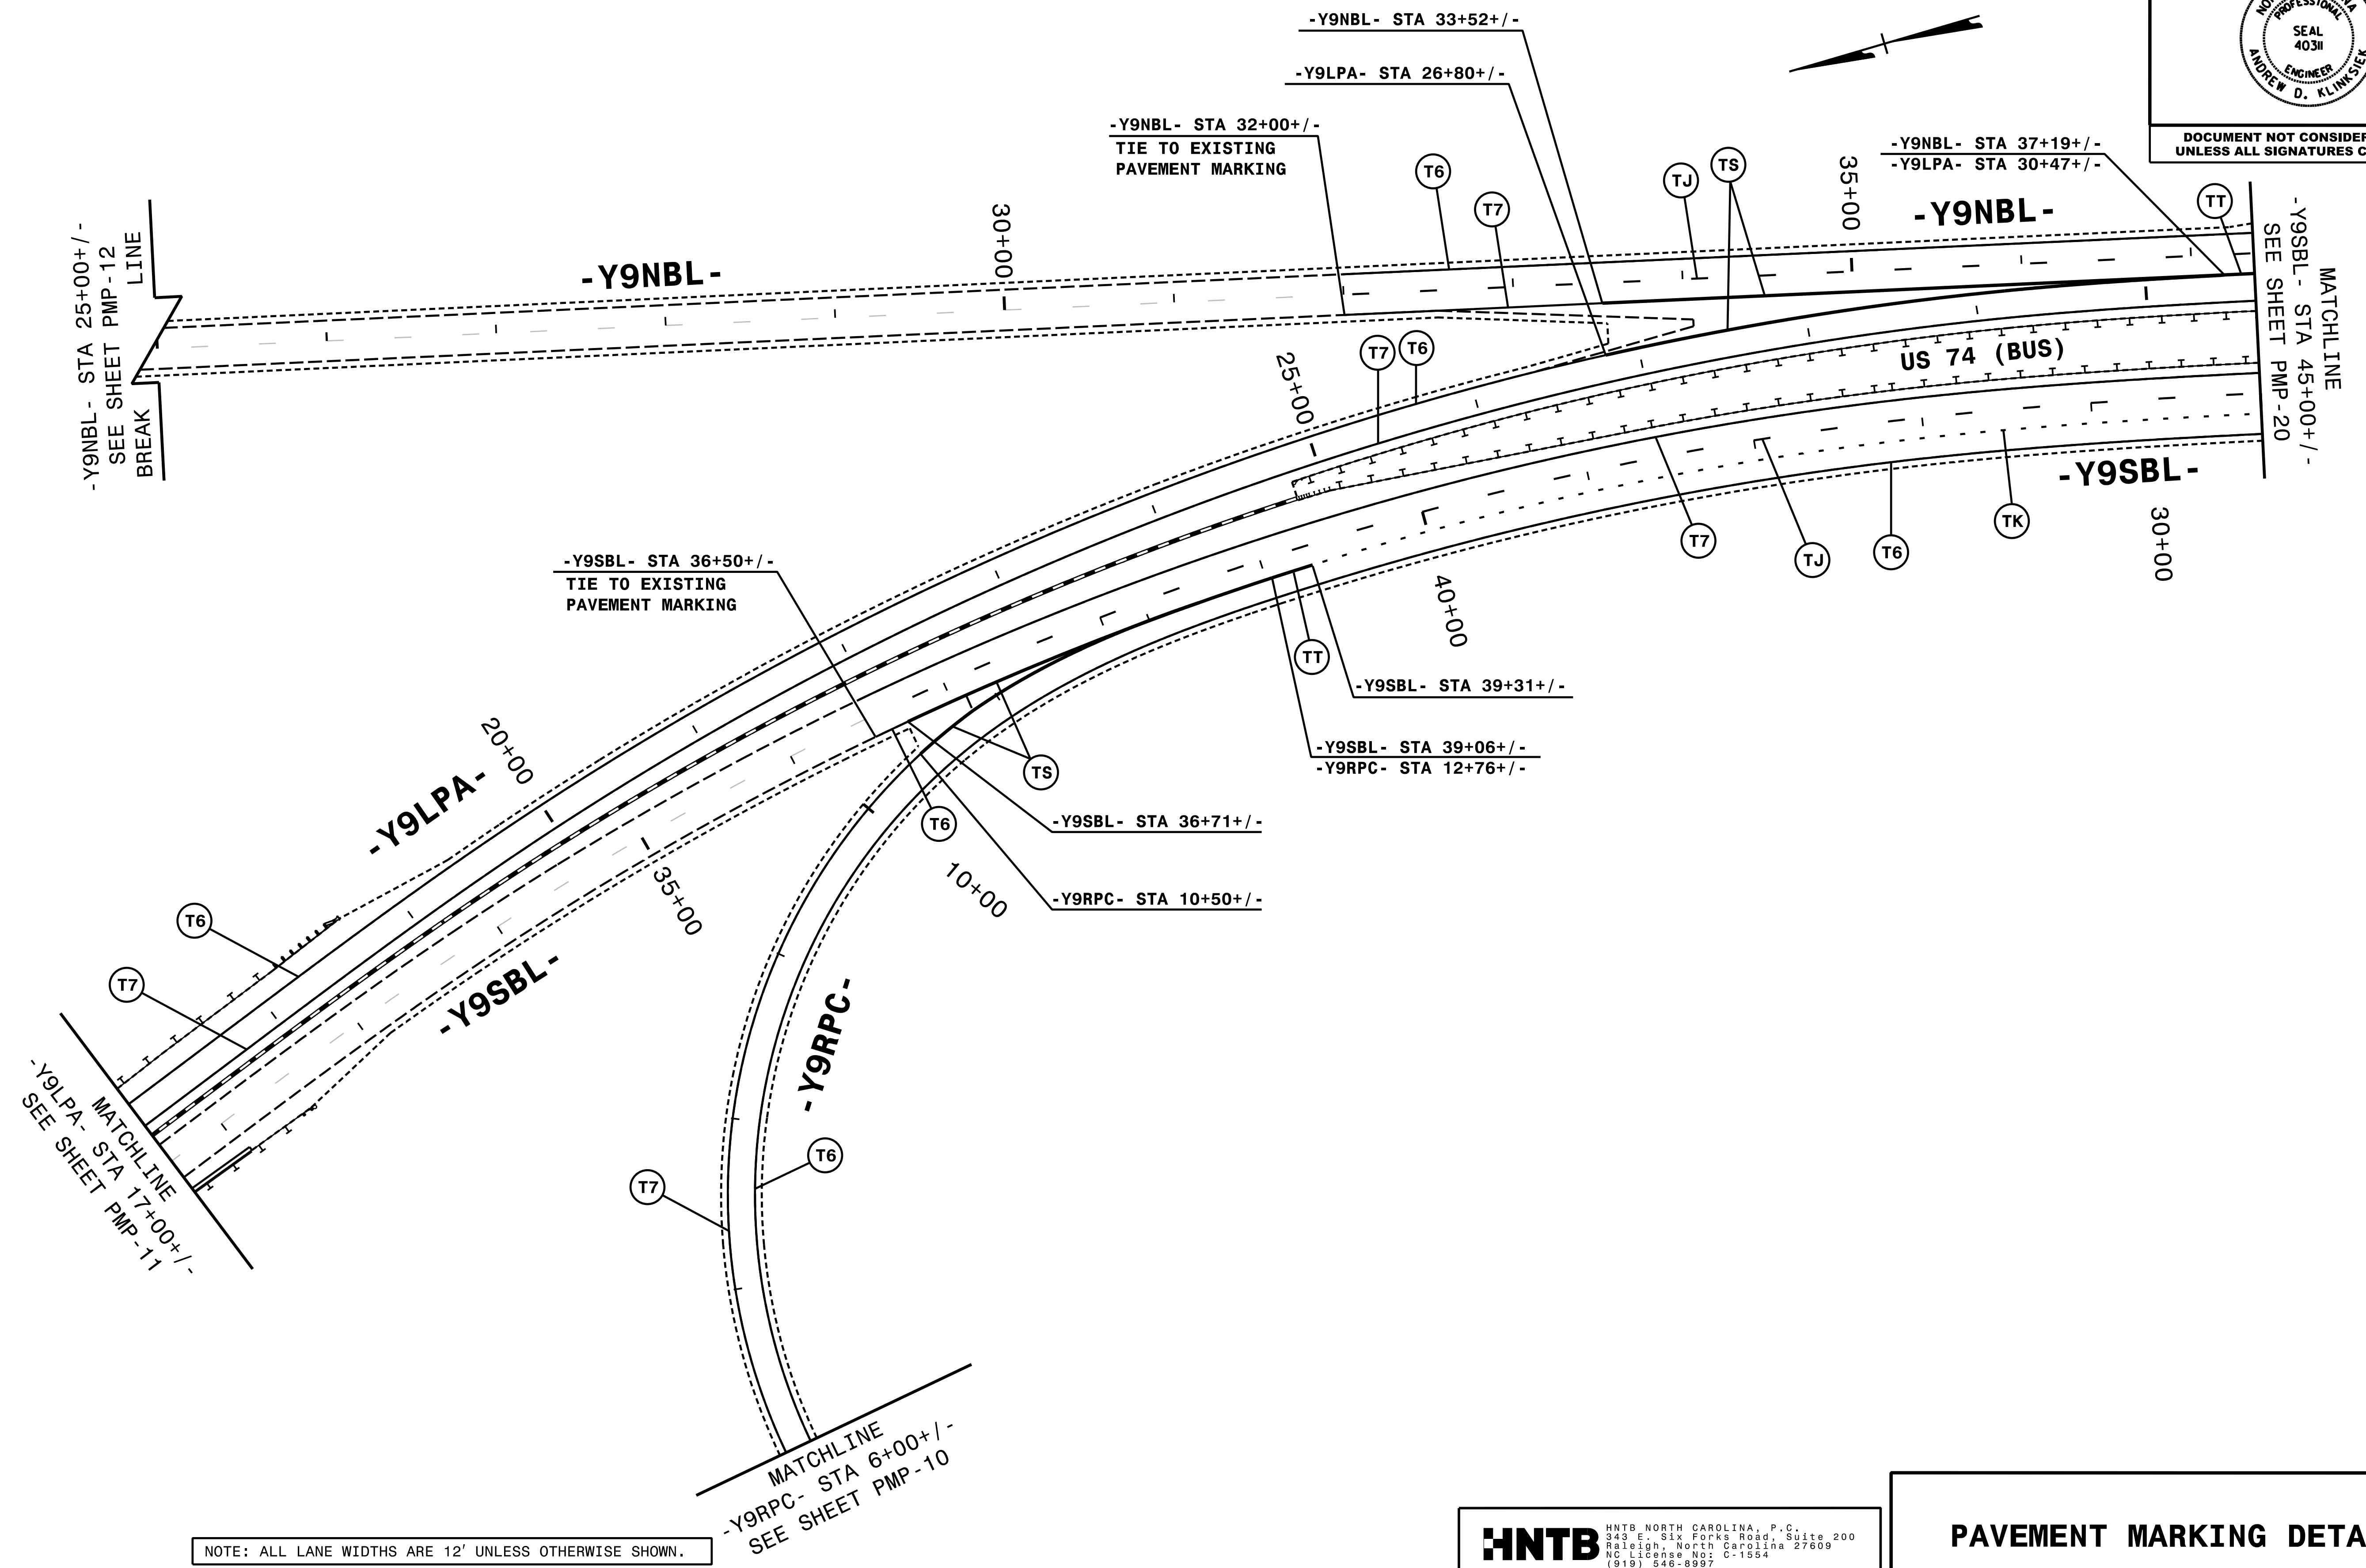 -Y9NBL- STA 33+52+/-
-Y9LPA- STA 26+80+/-
-Y9NBL- STA 32+00+/-
TIE TO EXISTING
PAVEMENT MARKING
T6
T7
TJ
TS
35+00
-Y9NBL- STA 37+19+/-
-Y9LPA- STA 30+47+/-
-Y9NBL-
TT
PROFESSIONAL
SEAL
40311
ENGINEER
ANDREW D. KLINKSIEK
DOCUMENT NOT CONSIDER
UNLESS ALL SIGNATURES C
-Y9NBL- STA 25+00+/-
SEE SHEET PMP-12
BREAK LINE
-Y9NBL-
30+00
MATCHLINE
-Y9SBL- STA 45+00+/-
SEE SHEET PMP-20
US 74 (BUS)
25+00
T7
T6
-Y9SBL-
30+00
T7
TJ
T6
TK
40+00
-Y9SBL- STA 36+50+/-
TIE TO EXISTING
PAVEMENT MARKING
TT
-Y9SBL- STA 39+31+/-
-Y9SBL- STA 39+06+/-
-Y9RPC- STA 12+76+/-
TS
T6
-Y9SBL- STA 36+71+/-
-Y9RPC- STA 10+50+/-
10+00
20+00
-Y9LPA-
35+00
-Y9SBL-
T6
T7
MATCHLINE
-Y9LPA- STA 17+00+/-
SEE SHEET PMP-11
-Y9RPC-
T6
T7
MATCHLINE
-Y9RPC- STA 6+00+/-
SEE SHEET PMP-10
NOTE: ALL LANE WIDTHS ARE 12' UNLESS OTHERWISE SHOWN.
HNTB
HNTB NORTH CAROLINA, P.C.
343 E. Six Forks Road, Suite 200
Raleigh, North Carolina 27609
NC License No: C-1554
(919) 546-8997
PAVEMENT MARKING DETA